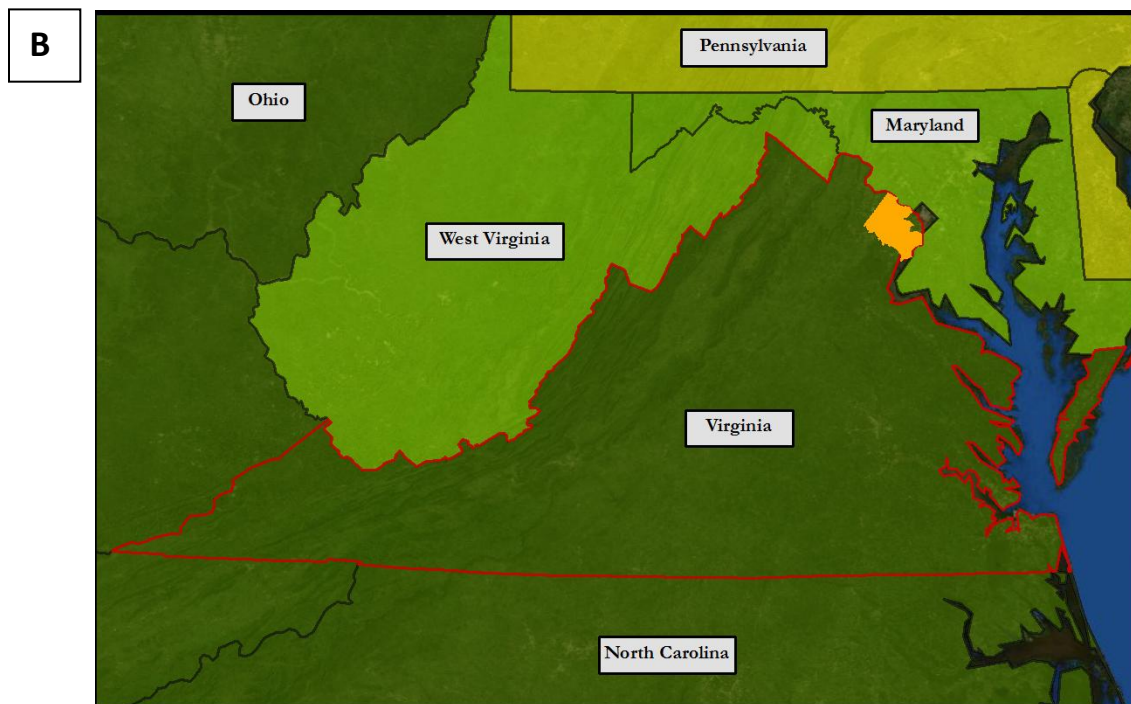 B
Pennsylvania
Ohio
Maryland
West Virginia
Virginia
North Carolina